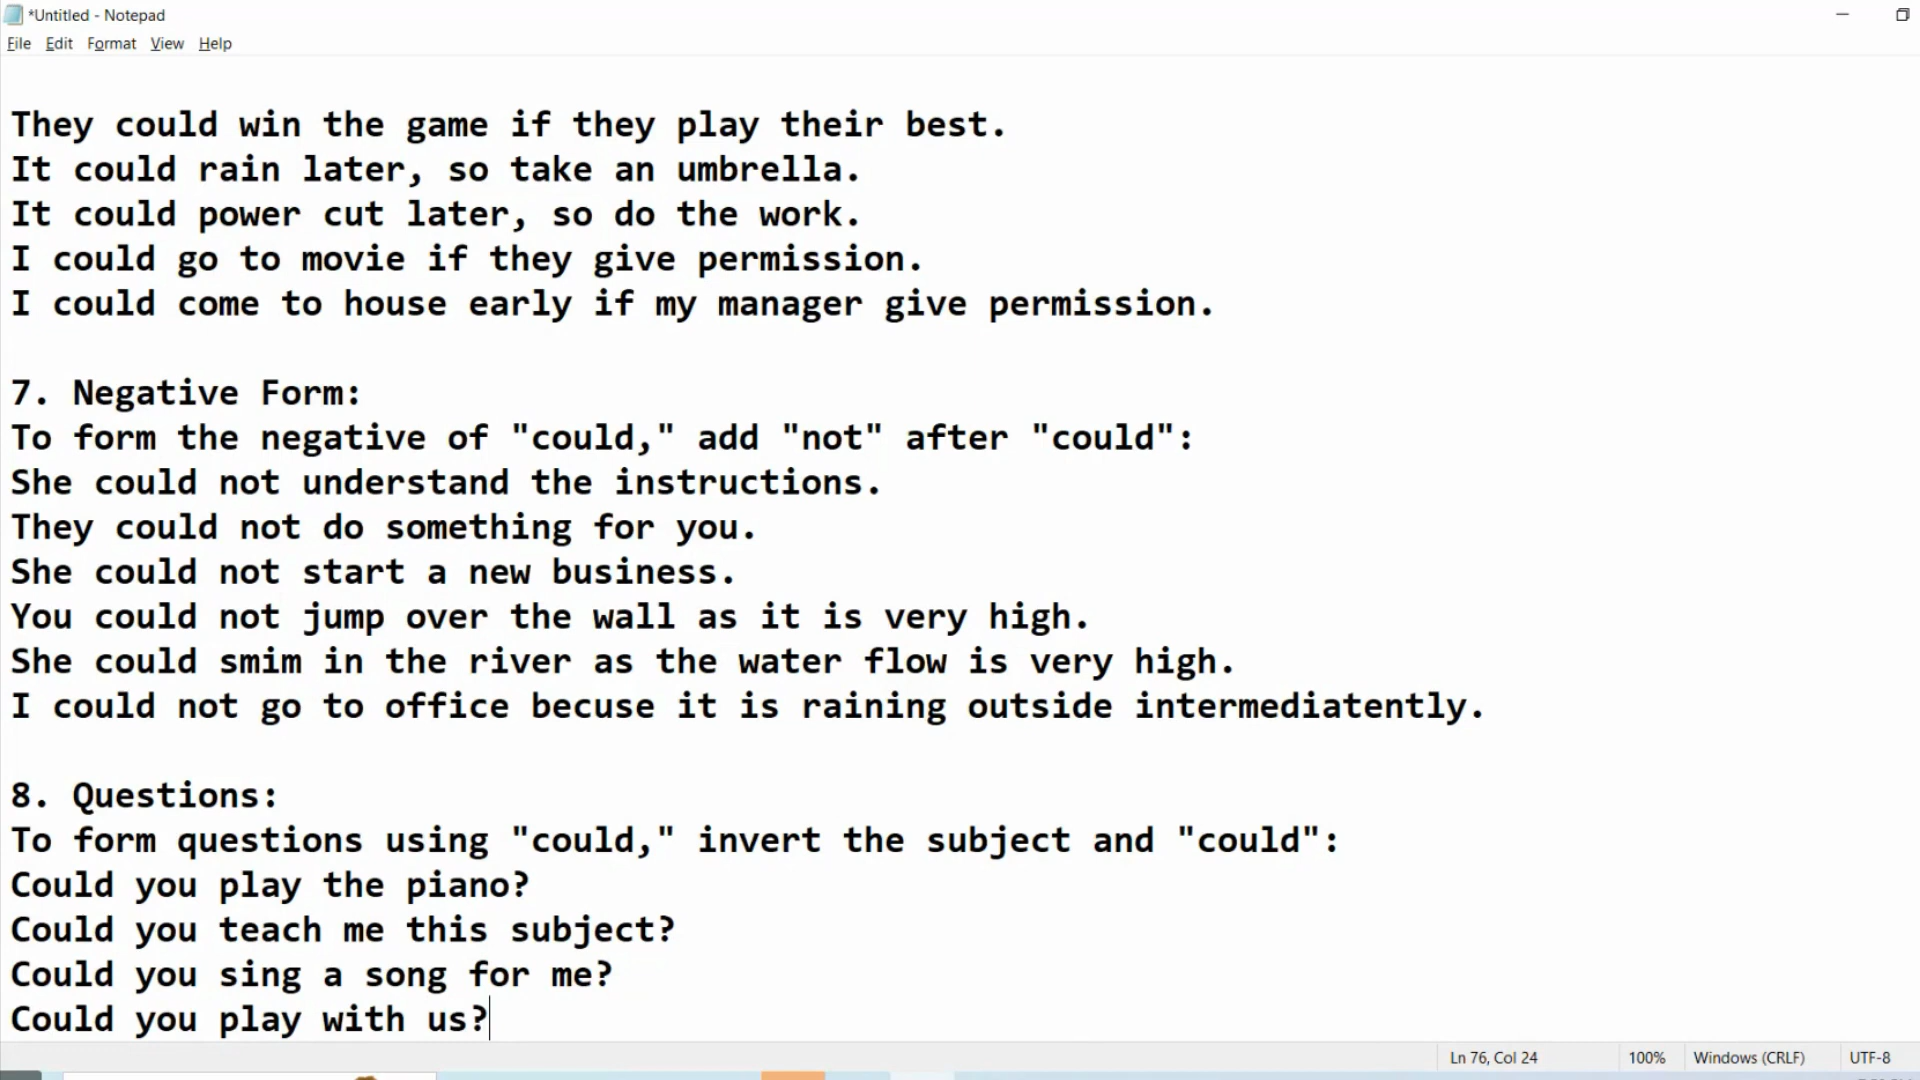 *Untitled - Notepad
File Edit Format View Help
They could win the game if they play their best.
It could rain later, so take an umbrella.
It could power cut later, so do the work.
I could go to movie if they give permission.
I could come to house early if my manager give permission.
7. Negative Form:
To form the negative of "could," add "not" after "could":
She could not understand the instructions.
They could not do something for you.
She could not start a new business.
You could not jump over the wall as it is very high.
She could smim in the river as the water flow is very high.
I could not go to office becuse it is raining outside intermediatently.
8. Questions:
To form questions using "could," invert the subject and "could":
Could you play the piano?
Could you teach me this subject?
Could you sing a song for me?
Could you play with us?
Ln 76, Col 24 100% Windows (CRLF) UTF-8